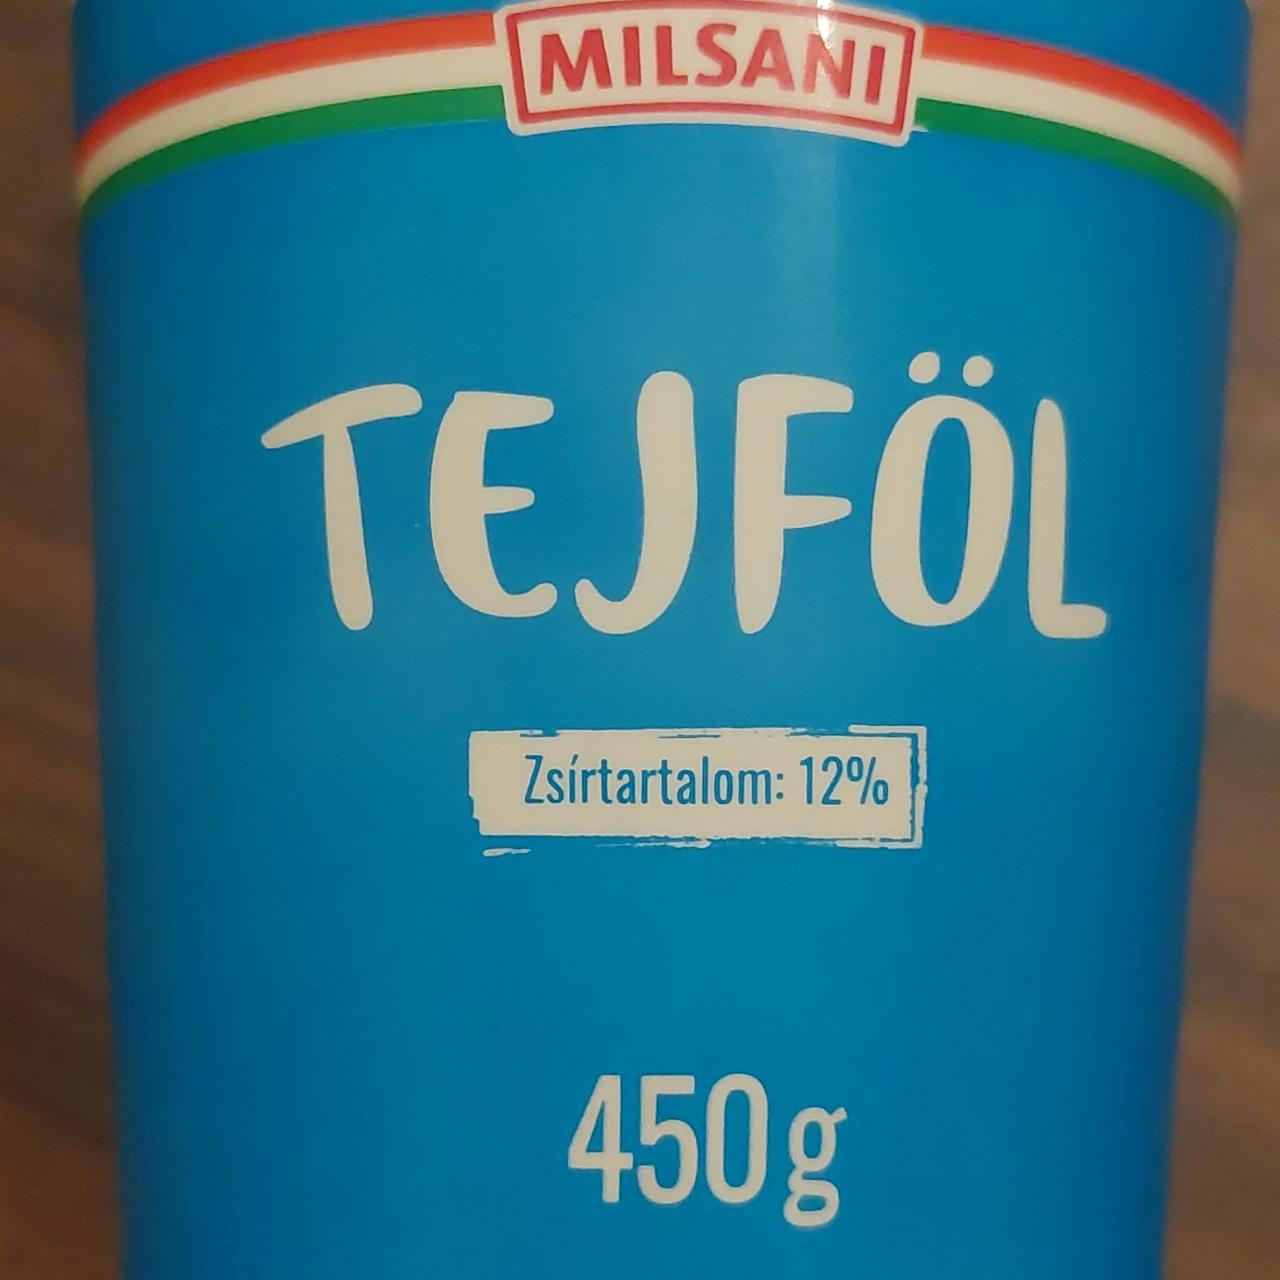 MILSANI
TEJFÖL
Zsírtartalom: 12%
450g